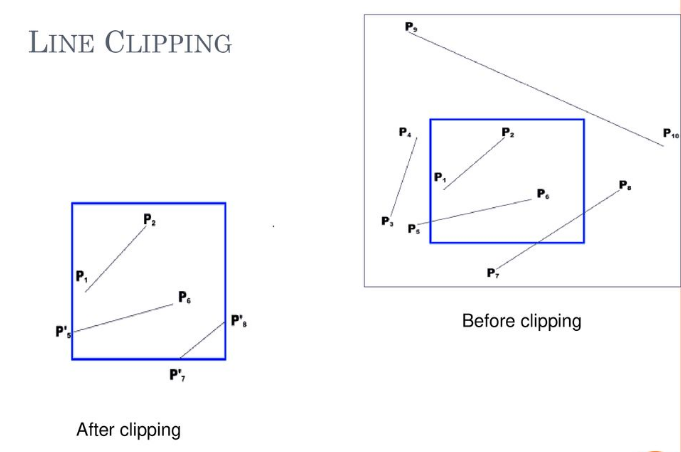 LINE CLIPPING
P₉
P₄
P₂
P₁₀
P₁
P₆
P₈
P₃
P₅
P₇
Before clipping
P₂
P₁
P₆
P'₅
P'₈
P'₇
After clipping